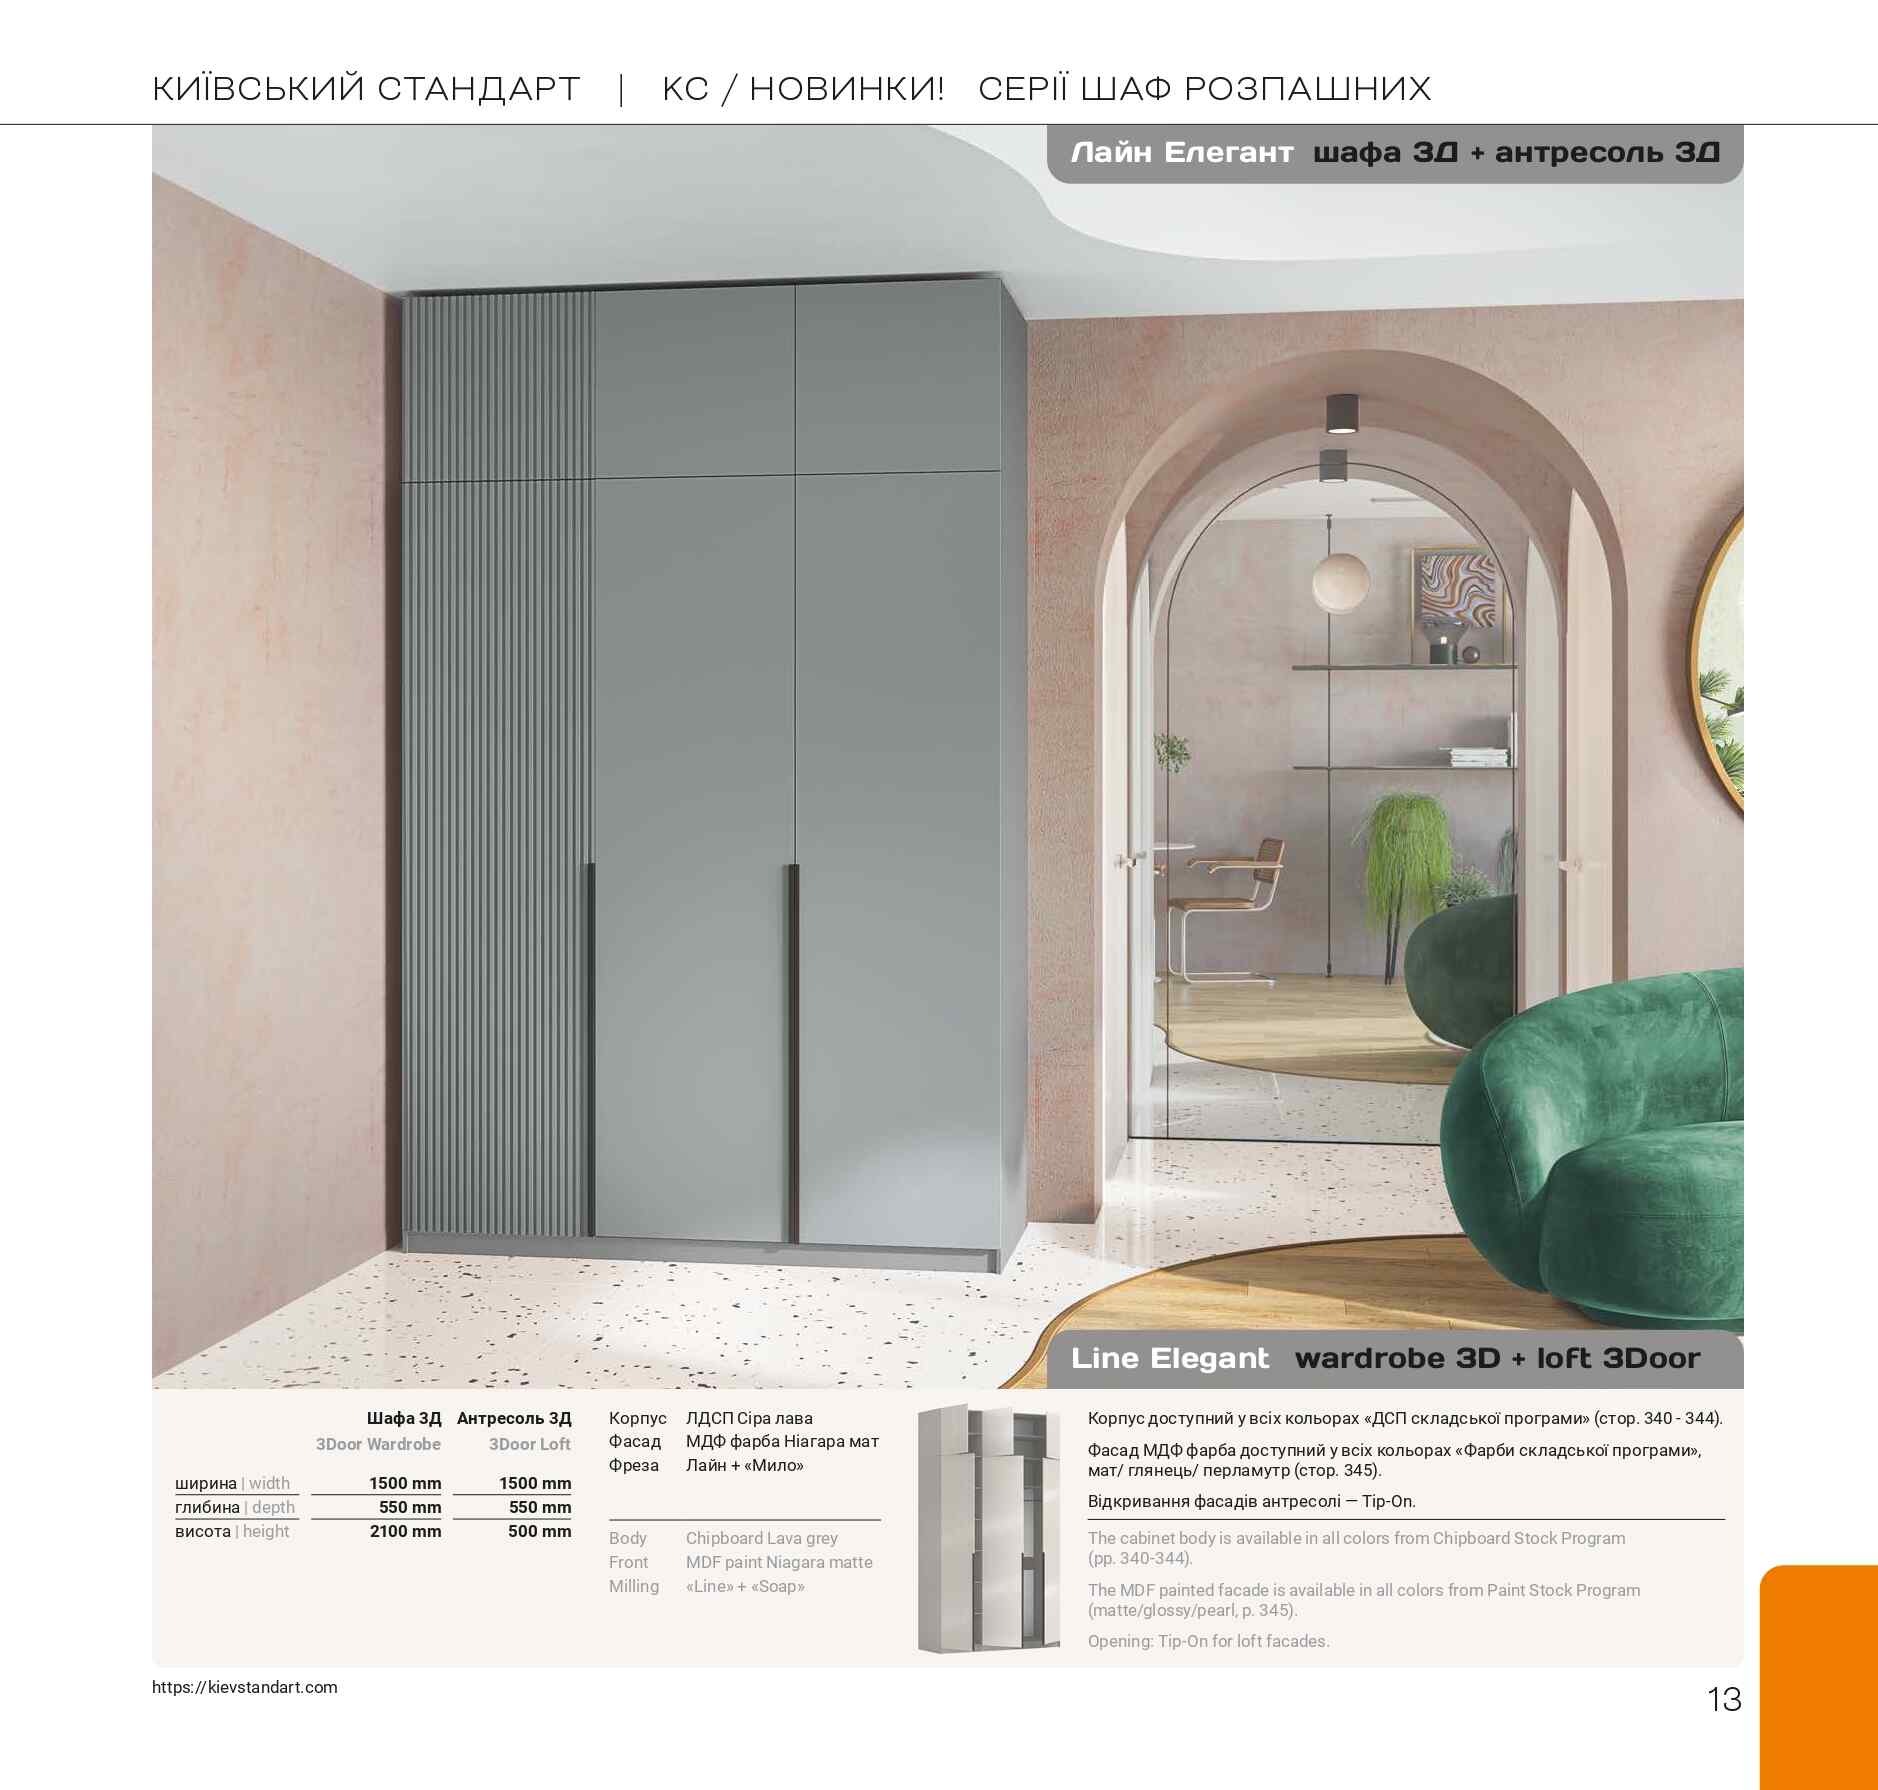 КИЇВСЬКИЙ СТАНДАРТ | КС / НОВИНКИ! СЕРІЇ ШАФ РОЗПАШНИХ
Лайн Елегант шафа 3Д + антресоль 3Д
Line Elegant wardrobe 3D + loft 3Door
Шафа 3Д Антресоль 3Д
3Door Wardrobe 3Door Loft
ширина | width 1500 mm 1500 mm
глибина | depth 550 mm 550 mm
висота | height 2100 mm 500 mm
Корпус ЛДСП Сіра лава
Фасад МДФ фарба Ніагара мат
Фреза Лайн + «Мило»
Body Chipboard Lava grey
Front MDF paint Niagara matte
Milling «Line» + «Soap»
Корпус доступний у всіх кольорах «ДСП складської програми» (стор. 340 - 344).
Фасад МДФ фарба доступний у всіх кольорах «Фарби складської програми»,
мат/ глянець/ перламутр (стор. 345).
Відкривання фасадів антресолі — Tip-On.
The cabinet body is available in all colors from Chipboard Stock Program
(pp. 340-344).
The MDF painted facade is available in all colors from Paint Stock Program
(matte/glossy/pearl, p. 345).
Opening: Tip-On for loft facades.
https://kievstandart.com
13